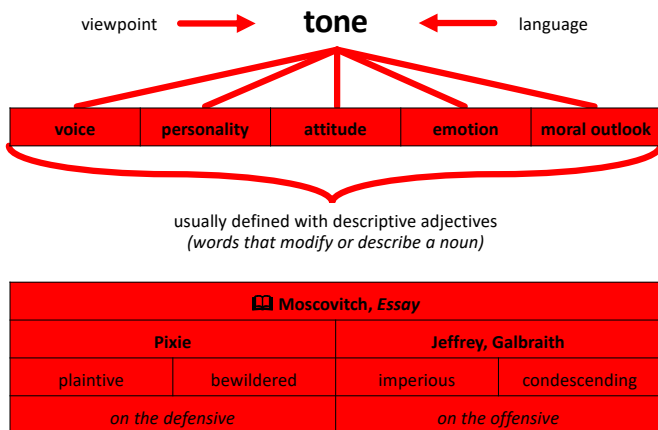 viewpoint tone language
voice personality attitude emotion moral outlook
usually defined with descriptive adjectives
(words that modify or describe a noun)
Moscovitch, Essay
Pixie Jeffrey, Galbraith
plaintive bewildered imperious condescending
on the defensive on the offensive